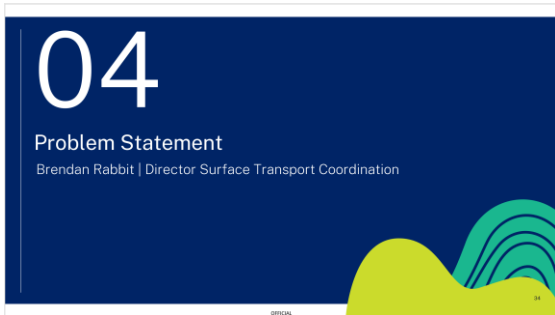 04
Problem Statement
Brendan Rabbit | Director Surface Transport Coordination
34
OFFICIAL